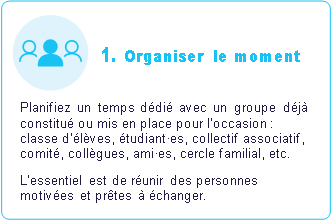 1. Organiser le moment
Planifiez un temps dédié avec un groupe déjà
constitué ou mis en place pour l'occasion :
classe d'élèves, étudiant·es, collectif associatif,
comité, collègues, ami·es, cercle familial, etc.
L'essentiel est de réunir des personnes
motivées et prêtes à échanger.